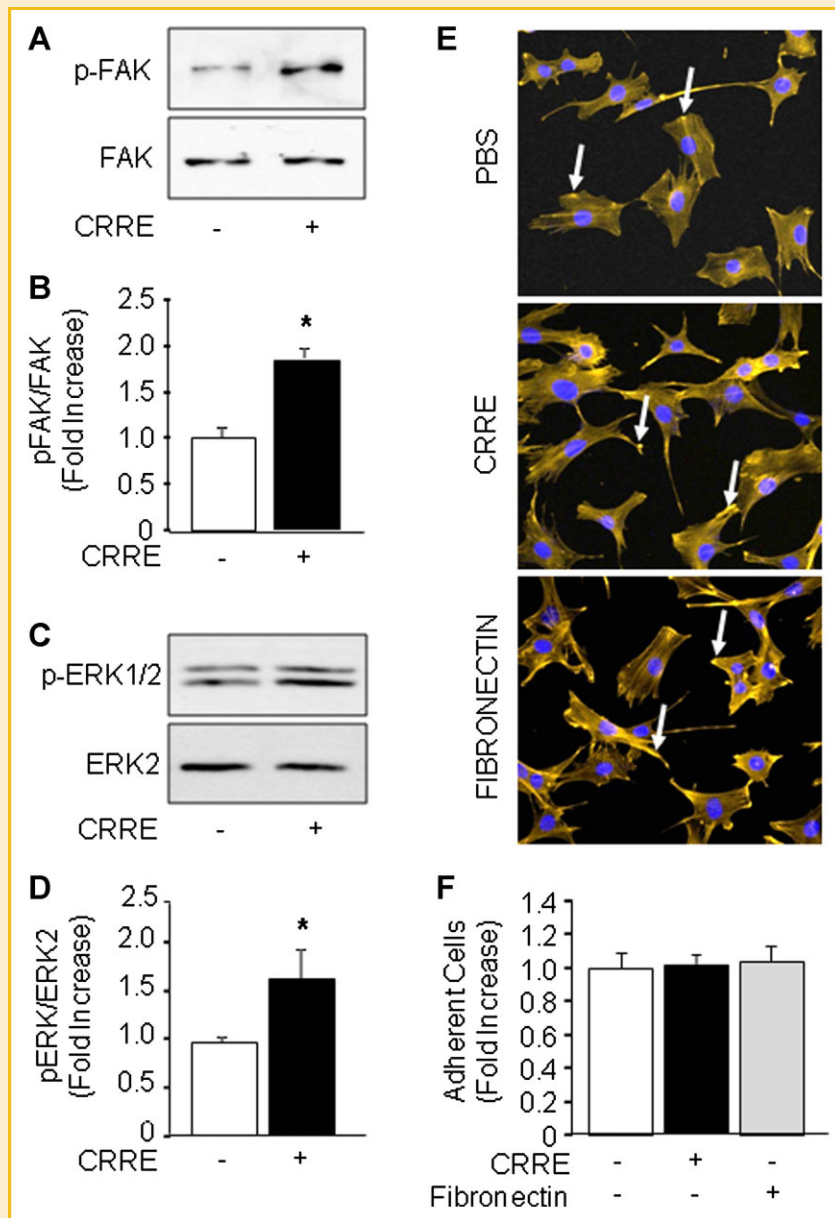 A
p-FAK
FAK
CRRE - +
B
pFAK/FAK
(Fold Increase)
2.5
2.0
1.5
1.0
0.5
0
*
CRRE - +
C
p-ERK1/2
ERK2
CRRE - +
D
pERK/ERK2
(Fold Increase)
2.5
2.0
1.5
1.0
0.5
0
*
CRRE - +
E
PBS
CRRE
FIBRONECTIN
F
Adherent Cells
(Fold Increase)
1.4
1.2
1.0
0.8
0.6
0.4
0.2
0
CRRE - + -
Fibronectin - - +